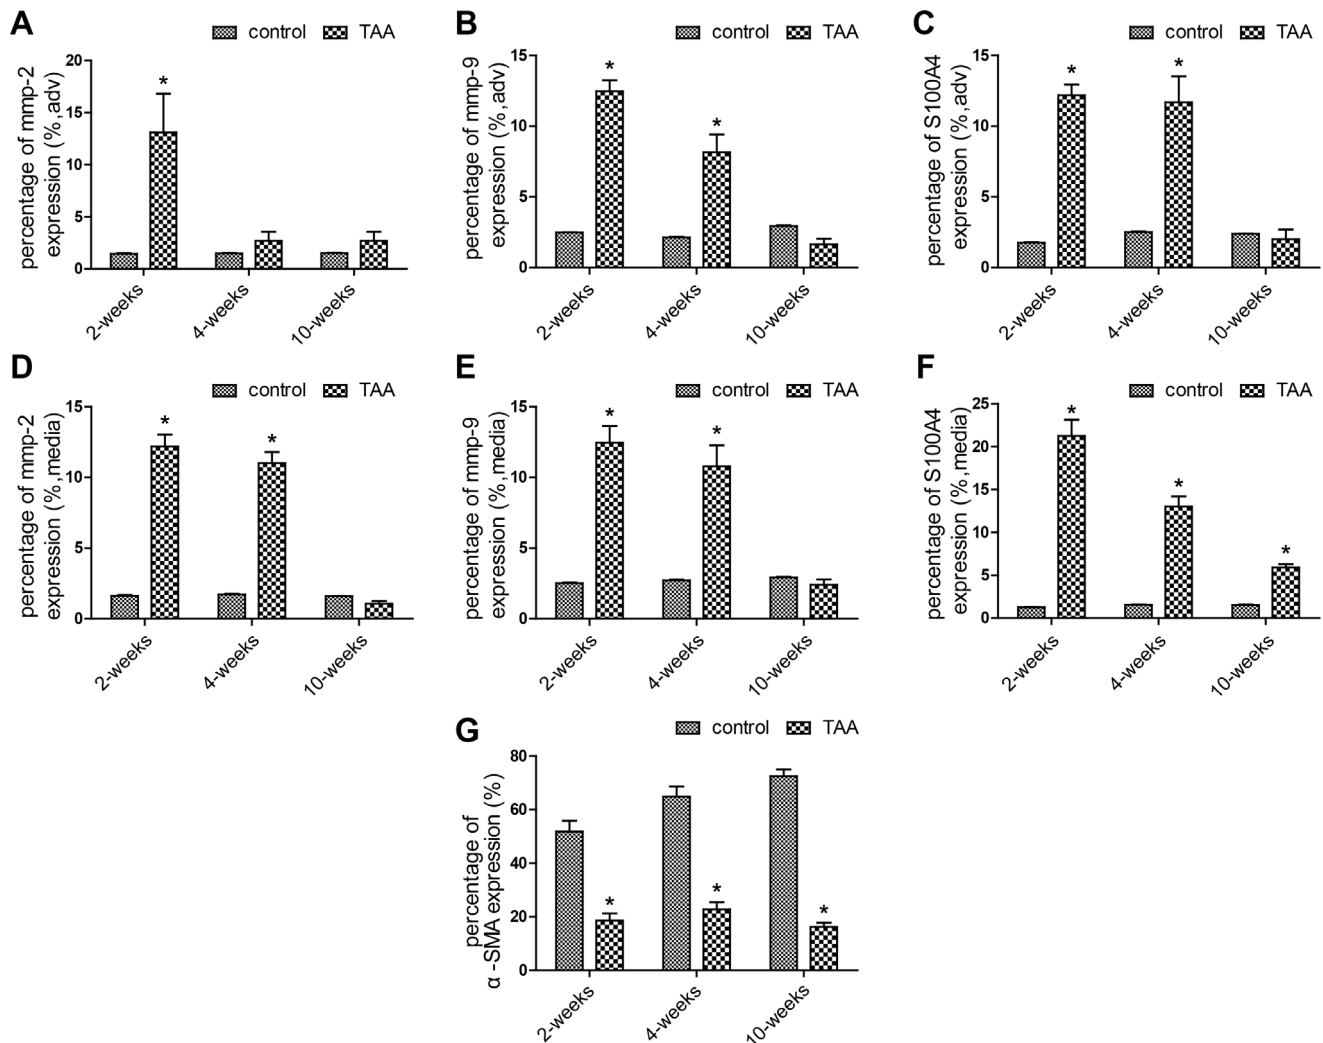 A
control TAA
percentage of mmp-2
expression (%,adv)
20
15
10
5
0
*
2-weeks
4-weeks
10-weeks
B
control TAA
percentage of mmp-9
expression (%,adv)
15
10
5
0
*
*
2-weeks
4-weeks
10-weeks
C
control TAA
percentage of S100A4
expression (%,adv)
15
10
5
0
*
*
2-weeks
4-weeks
10-weeks
D
control TAA
percentage of mmp-2
expression (%,media)
15
10
5
0
*
*
2-weeks
4-weeks
10-weeks
E
control TAA
percentage of mmp-9
expression (%,media)
15
10
5
0
*
*
2-weeks
4-weeks
10-weeks
F
control TAA
percentage of S100A4
expression (%,media)
25
20
15
10
5
0
*
*
*
2-weeks
4-weeks
10-weeks
G
control TAA
percentage of
α -SMA expression (%)
80
60
40
20
0
*
*
*
2-weeks
4-weeks
10-weeks